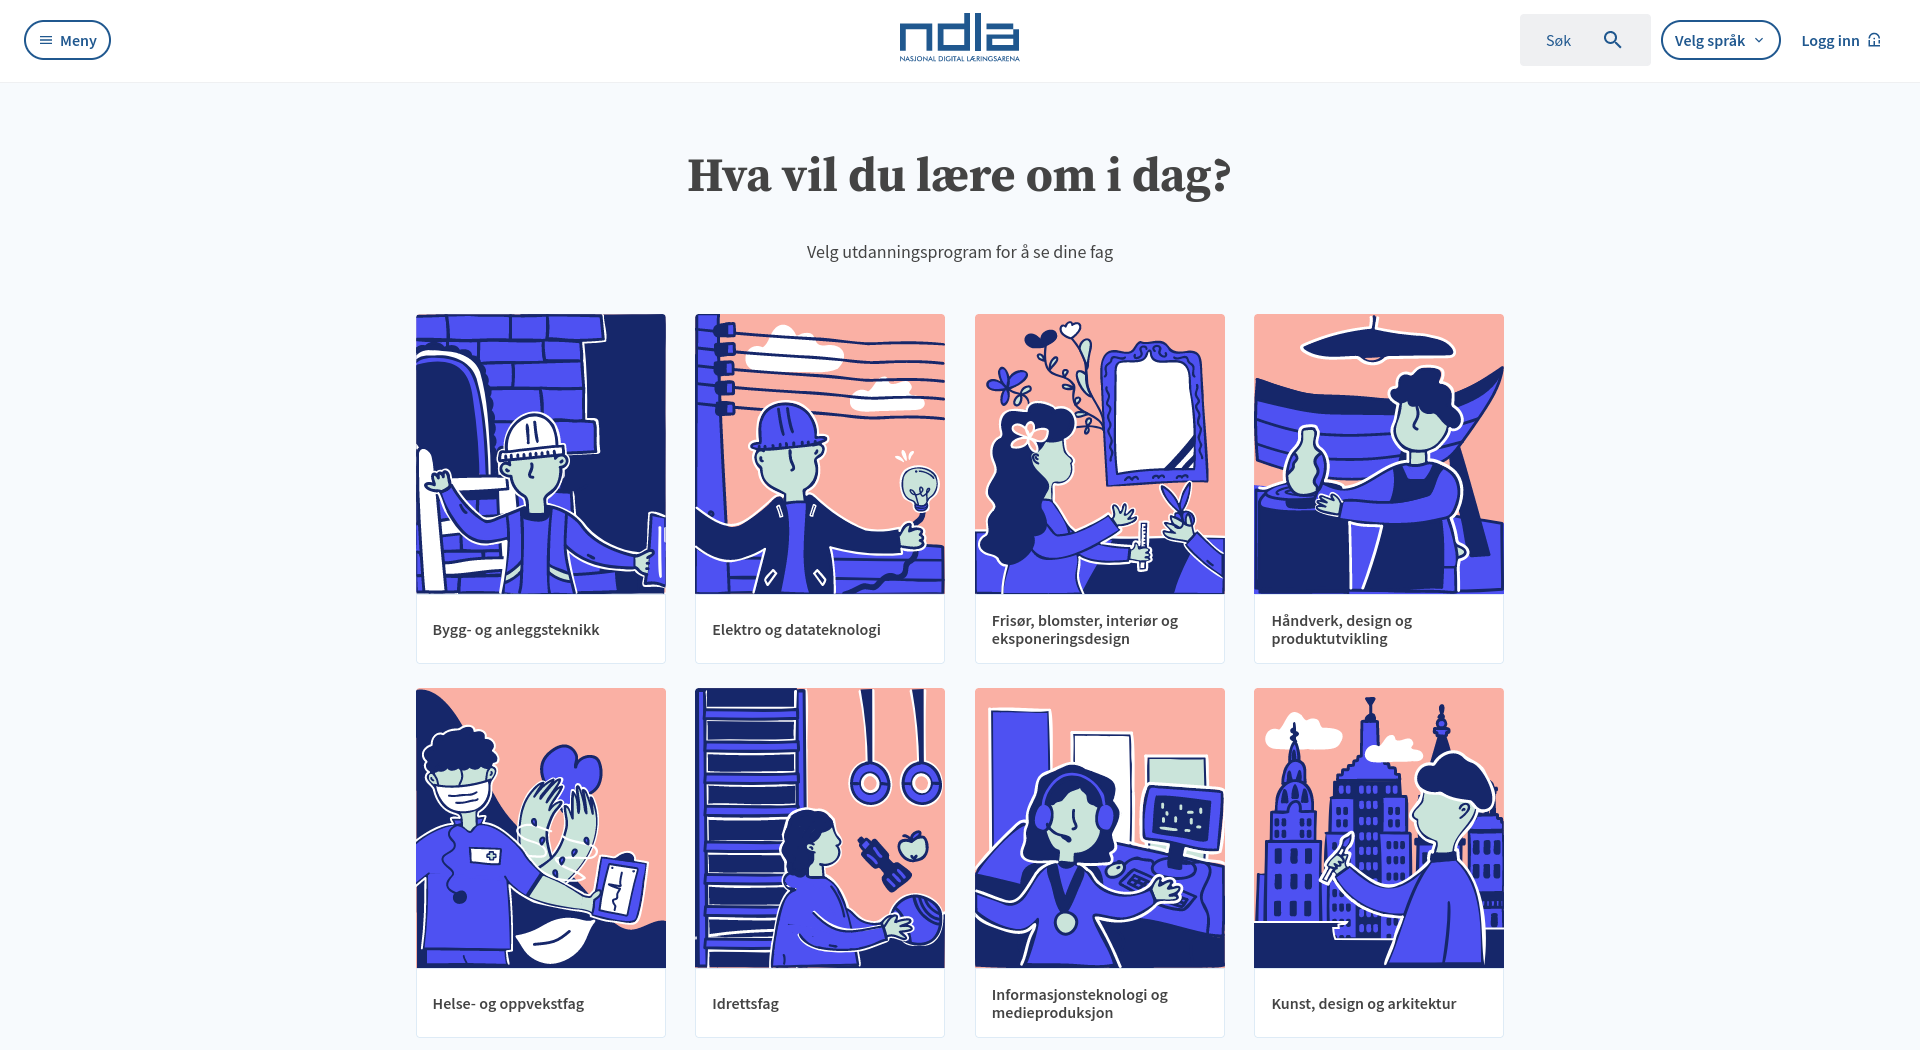 Meny
ndla
NASJONAL DIGITAL LÆRINGSARENA
Søk
Velg språk
Logg inn
Hva vil du lære om i dag?
Velg utdanningsprogram for å se dine fag
Bygg- og anleggsteknikk
Elektro og datateknologi
Frisør, blomster, interiør og
eksponeringsdesign
Håndverk, design og
produktutvikling
Helse- og oppvekstfag
Idrettsfag
Informasjonsteknologi og
medieproduksjon
Kunst, design og arkitektur